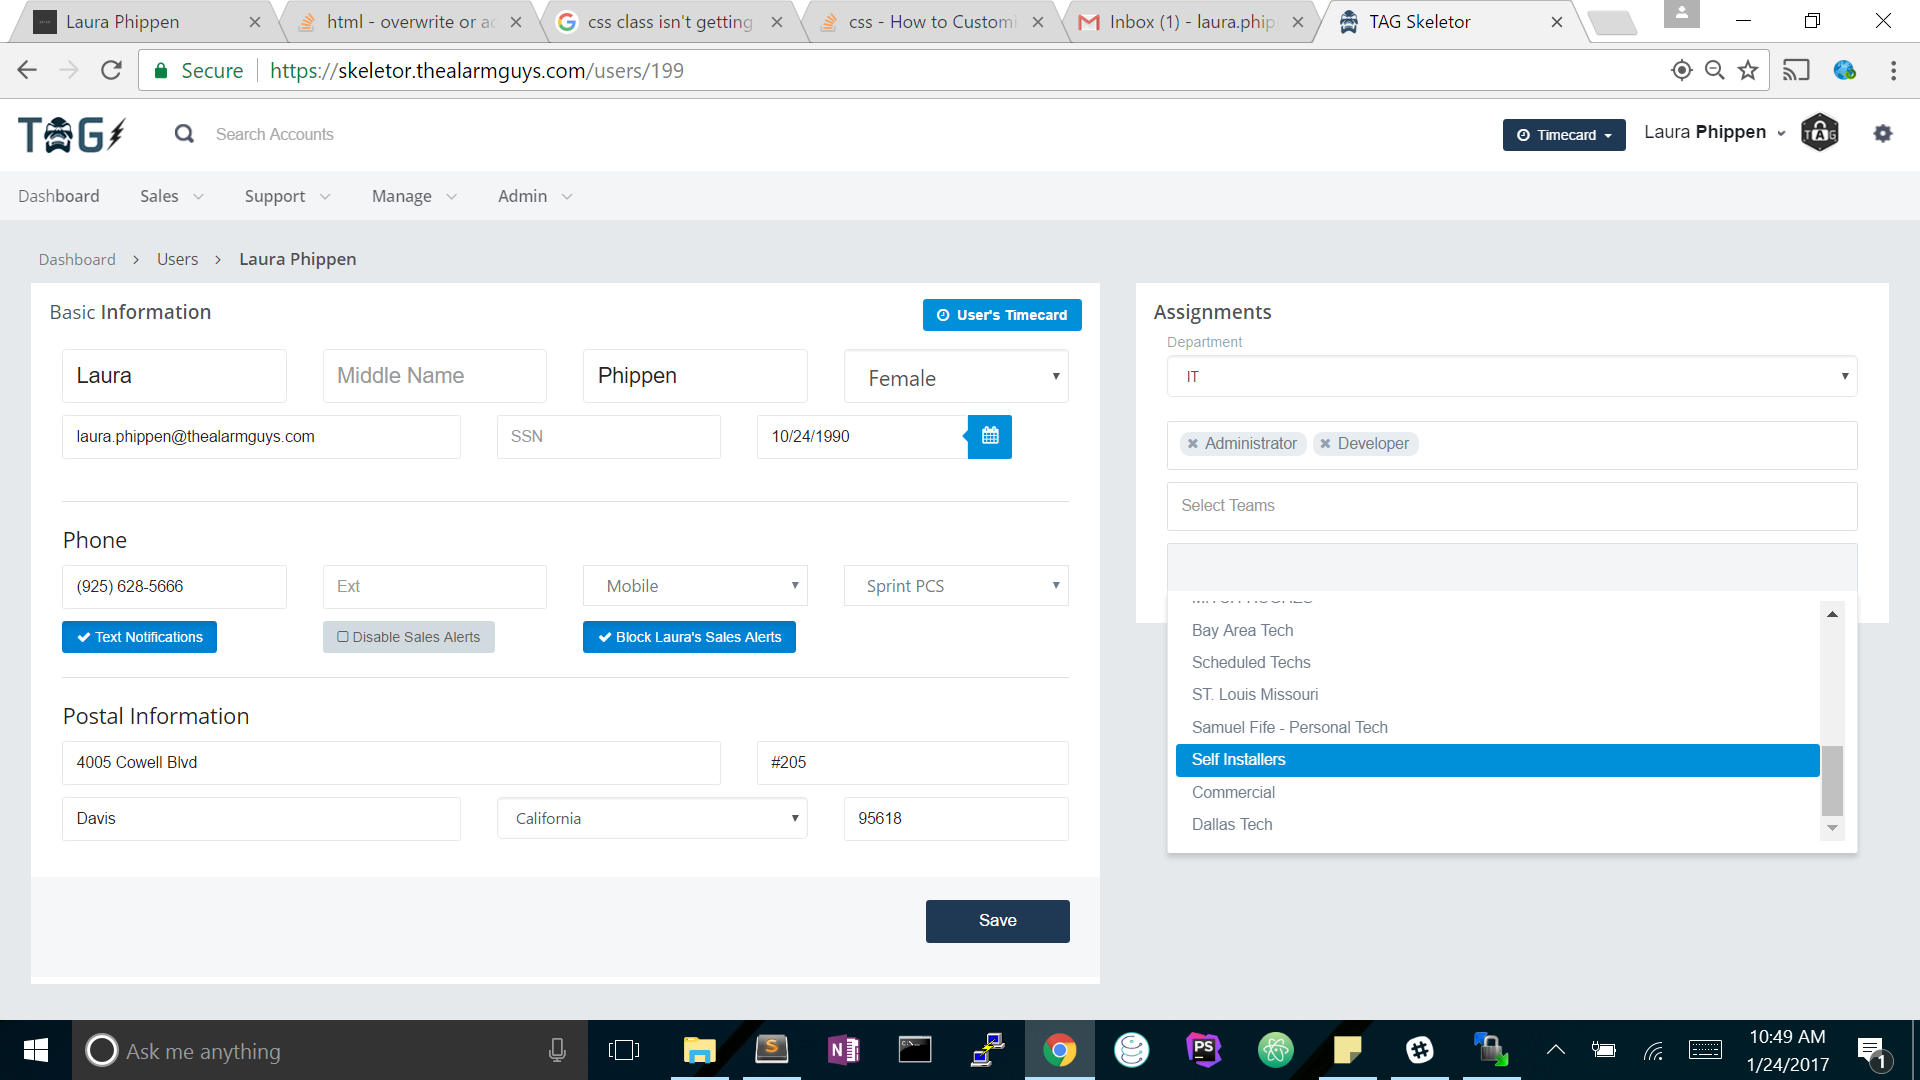 Laura Phippen
html - overwrite or ac
css class isn't getting
css - How to Customi
Inbox (1) - laura.phip
TAG Skeletor
Secure
https://skeletor.thealarmguys.com/users/199
TAG
Search Accounts
Timecard
Laura Phippen
TAG
Dashboard
Sales
Support
Manage
Admin
Dashboard > Users > Laura Phippen
Basic Information
User's Timecard
Laura
Middle Name
Phippen
Female
laura.phippen@thealarmguys.com
SSN
10/24/1990
Phone
(925) 628-5666
Ext
Mobile
Sprint PCS
Text Notifications
Disable Sales Alerts
Block Laura's Sales Alerts
Postal Information
4005 Cowell Blvd
#205
Davis
California
95618
Save
Assignments
Department
IT
Administrator
Developer
Select Teams
Bay Area Tech
Scheduled Techs
ST. Louis Missouri
Samuel Fife - Personal Tech
Self Installers
Commercial
Dallas Tech
Ask me anything
10:49 AM
1/24/2017
1